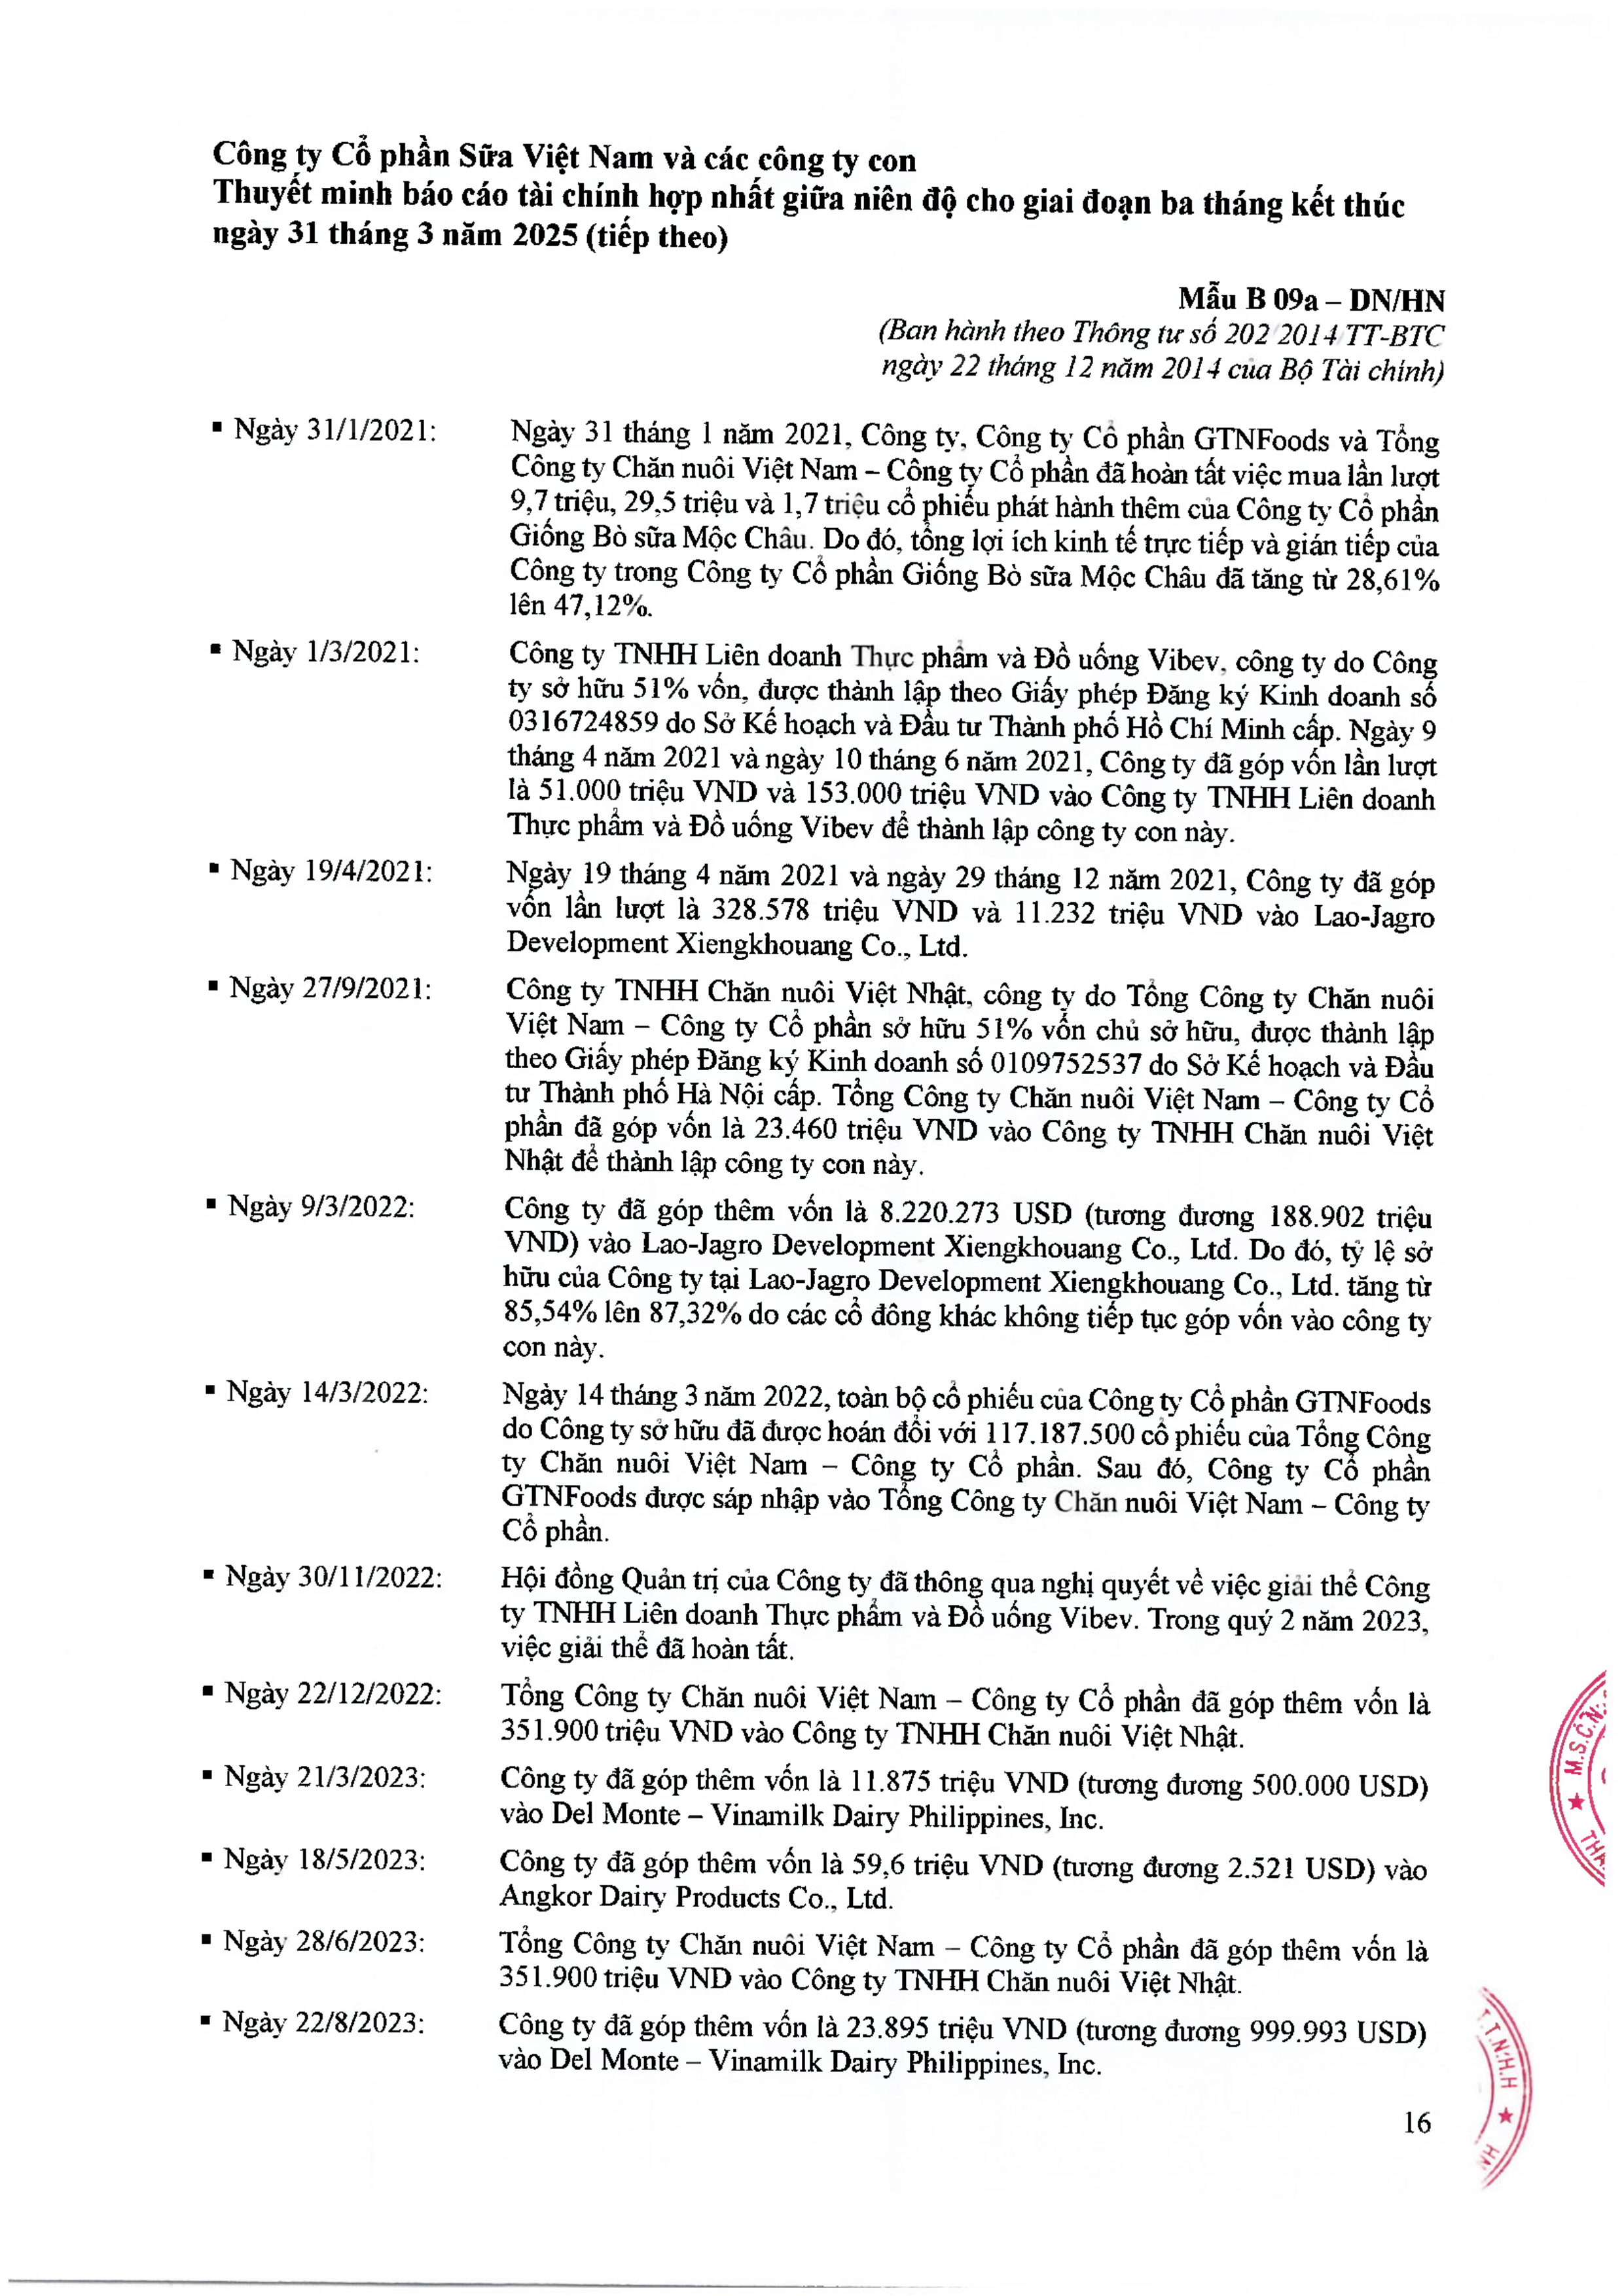 Công ty Cổ phần Sữa Việt Nam và các công ty con
Thuyết minh báo cáo tài chính hợp nhất giữa niên độ cho giai đoạn ba tháng kết thúc
ngày 31 tháng 3 năm 2025 (tiếp theo)
Mẫu B 09a – DN/HN
(Ban hành theo Thông tư số 202/2014/TT-BTC
ngày 22 tháng 12 năm 2014 của Bộ Tài chính)
▪ Ngày 31/1/2021: Ngày 31 tháng 1 năm 2021, Công ty, Công ty Cổ phần GTNFoods và Tổng
Công ty Chăn nuôi Việt Nam – Công ty Cổ phần đã hoàn tất việc mua lần lượt
9,7 triệu, 29,5 triệu và 1,7 triệu cổ phiếu phát hành thêm của Công ty Cổ phần
Giống Bò sữa Mộc Châu. Do đó, tổng lợi ích kinh tế trực tiếp và gián tiếp của
Công ty trong Công ty Cổ phần Giống Bò sữa Mộc Châu đã tăng từ 28,61%
lên 47,12%.
▪ Ngày 1/3/2021: Công ty TNHH Liên doanh Thực phẩm và Đồ uống Vibev, công ty do Công
ty sở hữu 51% vốn, được thành lập theo Giấy phép Đăng ký Kinh doanh số
0316724859 do Sở Kế hoạch và Đầu tư Thành phố Hồ Chí Minh cấp. Ngày 9
tháng 4 năm 2021 và ngày 10 tháng 6 năm 2021, Công ty đã góp vốn lần lượt
là 51.000 triệu VND và 153.000 triệu VND vào Công ty TNHH Liên doanh
Thực phẩm và Đồ uống Vibev để thành lập công ty con này.
▪ Ngày 19/4/2021: Ngày 19 tháng 4 năm 2021 và ngày 29 tháng 12 năm 2021, Công ty đã góp
vốn lần lượt là 328.578 triệu VND và 11.232 triệu VND vào Lao-Jagro
Development Xiengkhouang Co., Ltd.
▪ Ngày 27/9/2021: Công ty TNHH Chăn nuôi Việt Nhật, công ty do Tổng Công ty Chăn nuôi
Việt Nam – Công ty Cổ phần sở hữu 51% vốn chủ sở hữu, được thành lập
theo Giấy phép Đăng ký Kinh doanh số 0109752537 do Sở Kế hoạch và Đầu
tư Thành phố Hà Nội cấp. Tổng Công ty Chăn nuôi Việt Nam – Công ty Cổ
phần đã góp vốn là 23.460 triệu VND vào Công ty TNHH Chăn nuôi Việt
Nhật để thành lập công ty con này.
▪ Ngày 9/3/2022: Công ty đã góp thêm vốn là 8.220.273 USD (tương đương 188.902 triệu
VND) vào Lao-Jagro Development Xiengkhouang Co., Ltd. Do đó, tỷ lệ sở
hữu của Công ty tại Lao-Jagro Development Xiengkhouang Co., Ltd. tăng từ
85,54% lên 87,32% do các cổ đông khác không tiếp tục góp vốn vào công ty
con này.
▪ Ngày 14/3/2022: Ngày 14 tháng 3 năm 2022, toàn bộ cổ phiếu của Công ty Cổ phần GTNFoods
do Công ty sở hữu đã được hoán đổi với 117.187.500 cổ phiếu của Tổng Công
ty Chăn nuôi Việt Nam – Công ty Cổ phần. Sau đó, Công ty Cổ phần
GTNFoods được sáp nhập vào Tổng Công ty Chăn nuôi Việt Nam – Công ty
Cổ phần.
▪ Ngày 30/11/2022: Hội đồng Quản trị của Công ty đã thông qua nghị quyết về việc giải thể Công
ty TNHH Liên doanh Thực phẩm và Đồ uống Vibev. Trong quý 2 năm 2023,
việc giải thể đã hoàn tất.
▪ Ngày 22/12/2022: Tổng Công ty Chăn nuôi Việt Nam – Công ty Cổ phần đã góp thêm vốn là
351.900 triệu VND vào Công ty TNHH Chăn nuôi Việt Nhật.
▪ Ngày 21/3/2023: Công ty đã góp thêm vốn là 11.875 triệu VND (tương đương 500.000 USD)
vào Del Monte – Vinamilk Dairy Philippines, Inc.
▪ Ngày 18/5/2023: Công ty đã góp thêm vốn là 59,6 triệu VND (tương đương 2.521 USD) vào
Angkor Dairy Products Co., Ltd.
▪ Ngày 28/6/2023: Tổng Công ty Chăn nuôi Việt Nam – Công ty Cổ phần đã góp thêm vốn là
351.900 triệu VND vào Công ty TNHH Chăn nuôi Việt Nhật.
▪ Ngày 22/8/2023: Công ty đã góp thêm vốn là 23.895 triệu VND (tương đương 999.993 USD)
vào Del Monte – Vinamilk Dairy Philippines, Inc.
16
M.S.C.N:
T.T.N.H.H